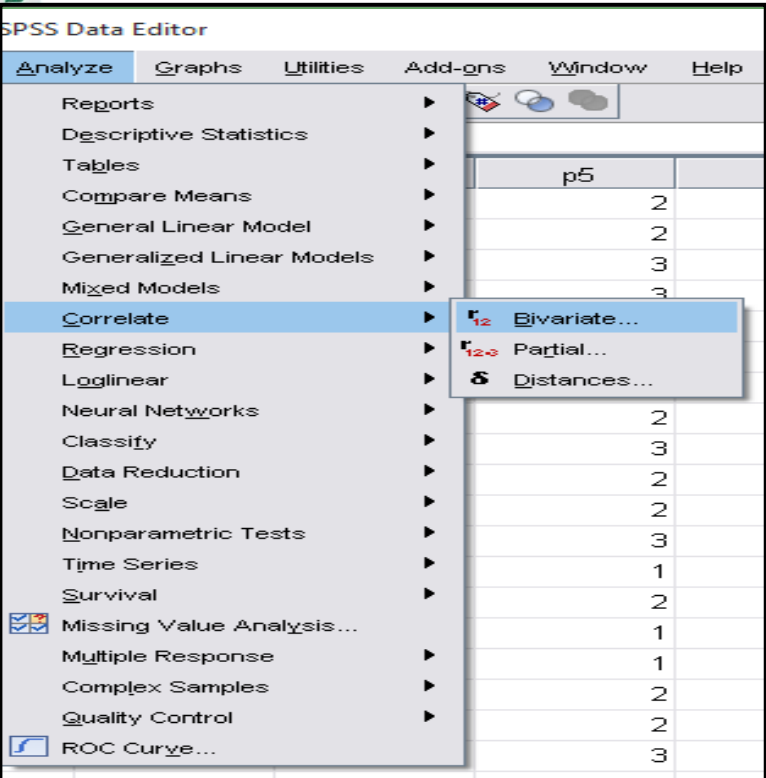 SPSS Data Editor
Analyze Graphs Utilities Add-ons Window Help
Reports
Descriptive Statistics
Tables
p5
Compare Means
2
General Linear Model
2
Generalized Linear Models
3
Mixed Models
3
Correlate
r12 Bivariate...
Regression
r12·3 Partial...
Loglinear
δ Distances...
Neural Networks
2
Classify
3
Data Reduction
2
Scale
2
Nonparametric Tests
3
Time Series
1
Survival
2
Missing Value Analysis...
1
Multiple Response
1
Complex Samples
2
Quality Control
2
ROC Curve...
3